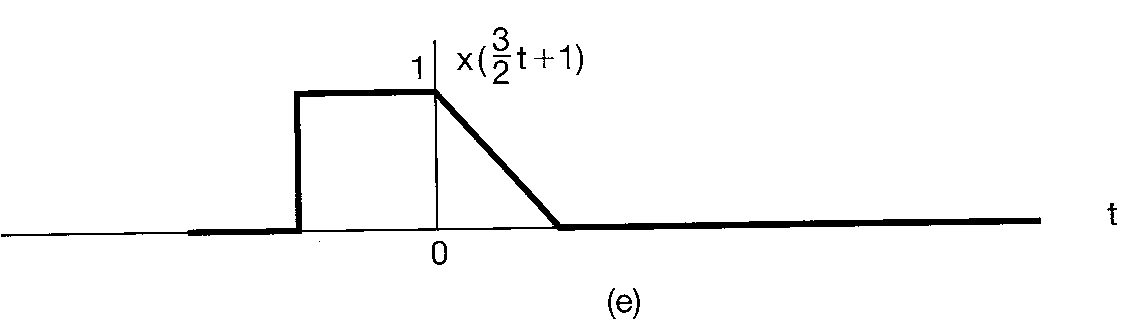 1
x(3/2 t+1)
t
0
(e)